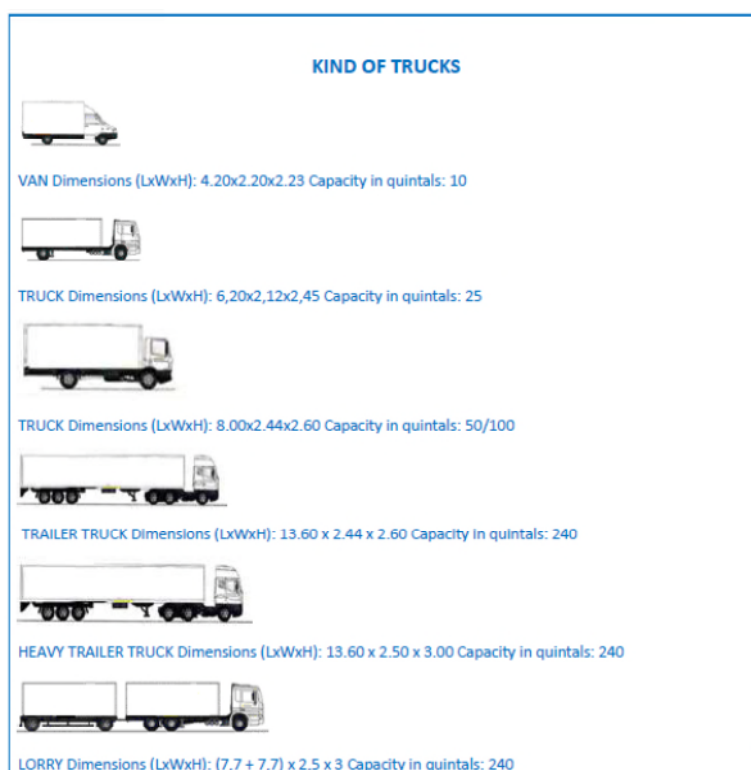 KIND OF TRUCKS
VAN Dimensions (LxWxH): 4.20x2.20x2.23 Capacity in quintals: 10
TRUCK Dimensions (LxWxH): 6,20x2,12x2,45 Capacity in quintals: 25
TRUCK Dimensions (LxWxH): 8.00x2.44x2.60 Capacity in quintals: 50/100
TRAILER TRUCK Dimensions (LxWxH): 13.60 x 2.44 x 2.60 Capacity in quintals: 240
HEAVY TRAILER TRUCK Dimensions (LxWxH): 13.60 x 2.50 x 3.00 Capacity in quintals: 240
LORRY Dimensions (LxWxH): (7.7 + 7.7) x 2.5 x 3 Capacity in quintals: 240